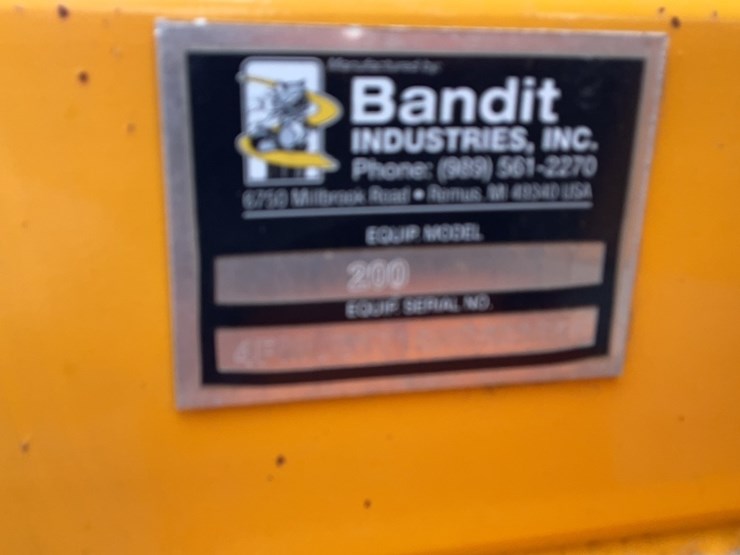 Manufactured by:
Bandit
INDUSTRIES, INC.
Phone: (989) 561-2270
6750 Millbrook Road • Remus, MI 49340 USA
EQUIP. MODEL
200
EQUIP. SERIAL NO.